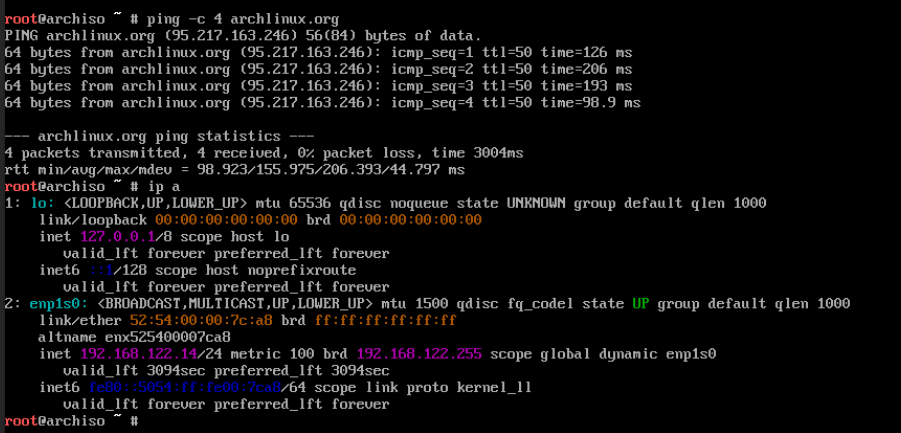 root@archiso ~ # ping -c 4 archlinux.org
PING archlinux.org (95.217.163.246) 56(84) bytes of data.
64 bytes from archlinux.org (95.217.163.246): icmp_seq=1 ttl=50 time=126 ms
64 bytes from archlinux.org (95.217.163.246): icmp_seq=2 ttl=50 time=206 ms
64 bytes from archlinux.org (95.217.163.246): icmp_seq=3 ttl=50 time=193 ms
64 bytes from archlinux.org (95.217.163.246): icmp_seq=4 ttl=50 time=98.9 ms

--- archlinux.org ping statistics ---
4 packets transmitted, 4 received, 0% packet loss, time 3004ms
rtt min/avg/max/mdev = 98.923/155.975/206.393/44.797 ms
root@archiso ~ # ip a
1: lo: <LOOPBACK,UP,LOWER_UP> mtu 65536 qdisc noqueue state UNKNOWN group default qlen 1000
    link/loopback 00:00:00:00:00:00 brd 00:00:00:00:00:00
    inet 127.0.0.1/8 scope host lo
       valid_lft forever preferred_lft forever
    inet6 ::1/128 scope host noprefixroute
       valid_lft forever preferred_lft forever
2: enp1s0: <BROADCAST,MULTICAST,UP,LOWER_UP> mtu 1500 qdisc fq_codel state UP group default qlen 1000
    link/ether 52:54:00:00:7c:a8 brd ff:ff:ff:ff:ff:ff
    altname enx525400007ca8
    inet 192.168.122.14/24 metric 100 brd 192.168.122.255 scope global dynamic enp1s0
       valid_lft 3094sec preferred_lft 3094sec
    inet6 fe80::5054:ff:fe00:7ca8/64 scope link proto kernel_ll
       valid_lft forever preferred_lft forever
root@archiso ~ #